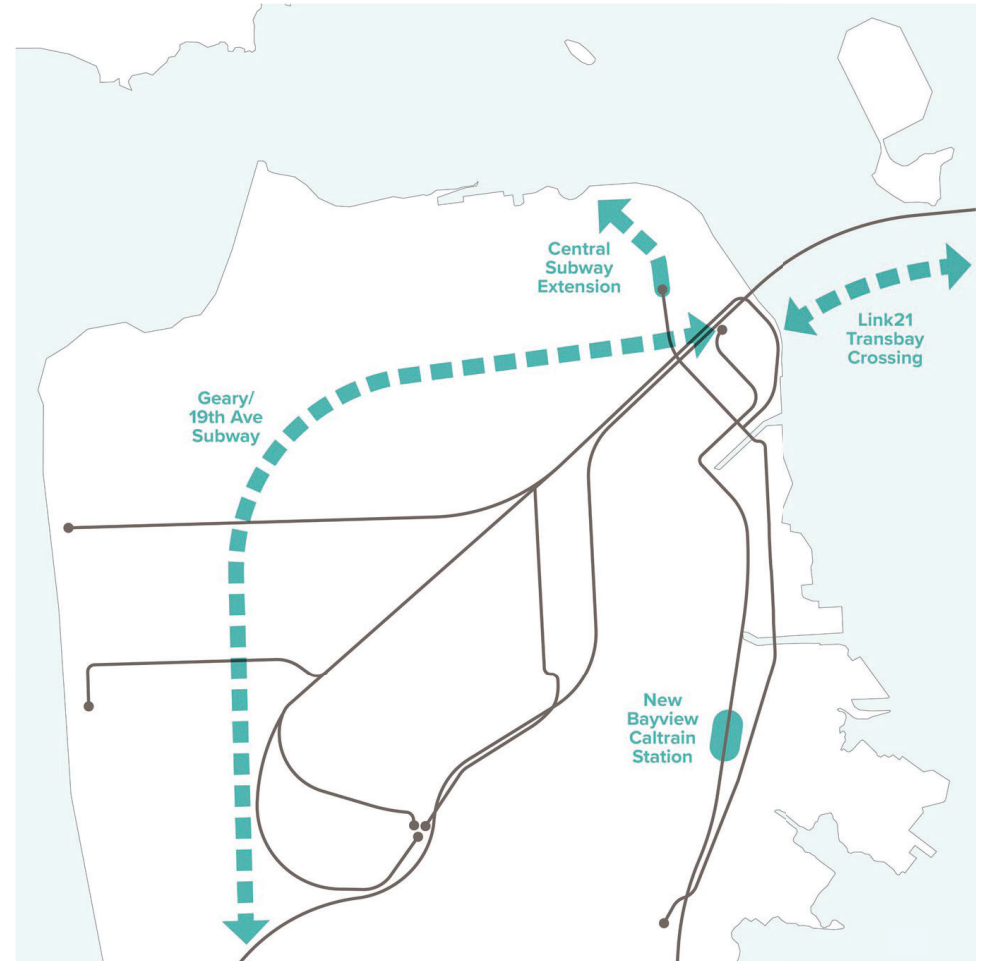 Central
Subway
Extension
Link21
Transbay
Crossing
Geary/
19th Ave
Subway
New
Bayview
Caltrain
Station